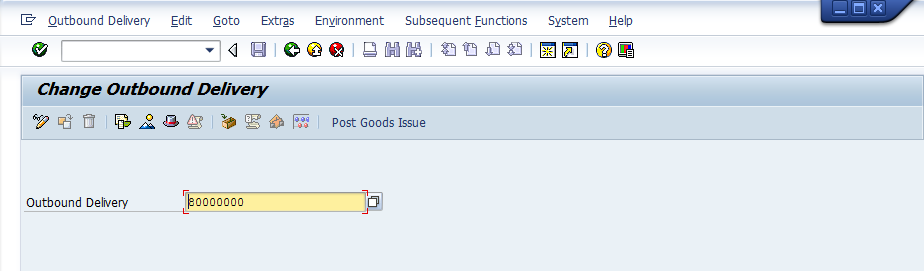 Outbound Delivery Edit Goto Extras Environment Subsequent Functions System Help
Change Outbound Delivery
Post Goods Issue
Outbound Delivery 80000000